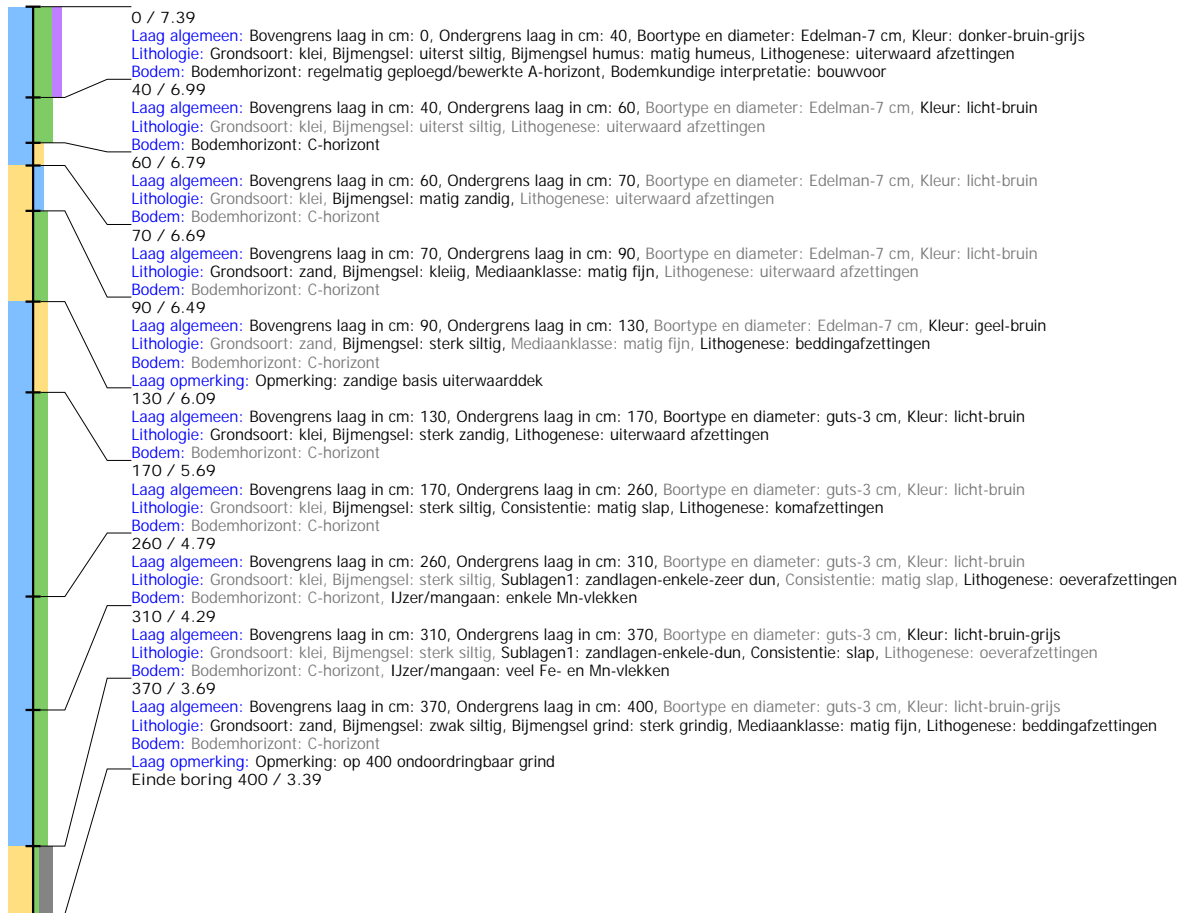 0 / 7.39
Laag algemeen: Bovengrens laag in cm: 0, Ondergrens laag in cm: 40, Boortype en diameter: Edelman-7 cm, Kleur: donker-bruin-grijs
Lithologie: Grondsoort: klei, Bijmengsel: uiterst siltig, Bijmengsel humus: matig humeus, Lithogenese: uiterwaard afzettingen
Bodem: Bodemhorizont: regelmatig geploegd/bewerkte A-horizont, Bodemkundige interpretatie: bouwvoor
40 / 6.99
Laag algemeen: Bovengrens laag in cm: 40, Ondergrens laag in cm: 60, Boortype en diameter: Edelman-7 cm, Kleur: licht-bruin
Lithologie: Grondsoort: klei, Bijmengsel: uiterst siltig, Lithogenese: uiterwaard afzettingen
Bodem: Bodemhorizont: C-horizont
60 / 6.79
Laag algemeen: Bovengrens laag in cm: 60, Ondergrens laag in cm: 70, Boortype en diameter: Edelman-7 cm, Kleur: licht-bruin
Lithologie: Grondsoort: klei, Bijmengsel: matig zandig, Lithogenese: uiterwaard afzettingen
Bodem: Bodemhorizont: C-horizont
70 / 6.69
Laag algemeen: Bovengrens laag in cm: 70, Ondergrens laag in cm: 90, Boortype en diameter: Edelman-7 cm, Kleur: licht-bruin
Lithologie: Grondsoort: zand, Bijmengsel: kleiig, Mediaanklasse: matig fijn, Lithogenese: uiterwaard afzettingen
Bodem: Bodemhorizont: C-horizont
90 / 6.49
Laag algemeen: Bovengrens laag in cm: 90, Ondergrens laag in cm: 130, Boortype en diameter: Edelman-7 cm, Kleur: geel-bruin
Lithologie: Grondsoort: zand, Bijmengsel: sterk siltig, Mediaanklasse: matig fijn, Lithogenese: beddingafzettingen
Bodem: Bodemhorizont: C-horizont
Laag opmerking: Opmerking: zandige basis uiterwaarddek
130 / 6.09
Laag algemeen: Bovengrens laag in cm: 130, Ondergrens laag in cm: 170, Boortype en diameter: guts-3 cm, Kleur: licht-bruin
Lithologie: Grondsoort: klei, Bijmengsel: sterk zandig, Lithogenese: uiterwaard afzettingen
Bodem: Bodemhorizont: C-horizont
170 / 5.69
Laag algemeen: Bovengrens laag in cm: 170, Ondergrens laag in cm: 260, Boortype en diameter: guts-3 cm, Kleur: licht-bruin
Lithologie: Grondsoort: klei, Bijmengsel: sterk siltig, Consistentie: matig slap, Lithogenese: komafzettingen
Bodem: Bodemhorizont: C-horizont
260 / 4.79
Laag algemeen: Bovengrens laag in cm: 260, Ondergrens laag in cm: 310, Boortype en diameter: guts-3 cm, Kleur: licht-bruin
Lithologie: Grondsoort: klei, Bijmengsel: sterk siltig, Sublagen1: zandlagen-enkele-zeer dun, Consistentie: matig slap, Lithogenese: oeverafzettingen
Bodem: Bodemhorizont: C-horizont, IJzer/mangaan: enkele Mn-vlekken
310 / 4.29
Laag algemeen: Bovengrens laag in cm: 310, Ondergrens laag in cm: 370, Boortype en diameter: guts-3 cm, Kleur: licht-bruin-grijs
Lithologie: Grondsoort: klei, Bijmengsel: sterk siltig, Sublagen1: zandlagen-enkele-dun, Consistentie: slap, Lithogenese: oeverafzettingen
Bodem: Bodemhorizont: C-horizont, IJzer/mangaan: veel Fe- en Mn-vlekken
370 / 3.69
Laag algemeen: Bovengrens laag in cm: 370, Ondergrens laag in cm: 400, Boortype en diameter: guts-3 cm, Kleur: licht-bruin-grijs
Lithologie: Grondsoort: zand, Bijmengsel: zwak siltig, Bijmengsel grind: sterk grindig, Mediaanklasse: matig fijn, Lithogenese: beddingafzettingen
Bodem: Bodemhorizont: C-horizont
Laag opmerking: Opmerking: op 400 ondoordringbaar grind
Einde boring 400 / 3.39